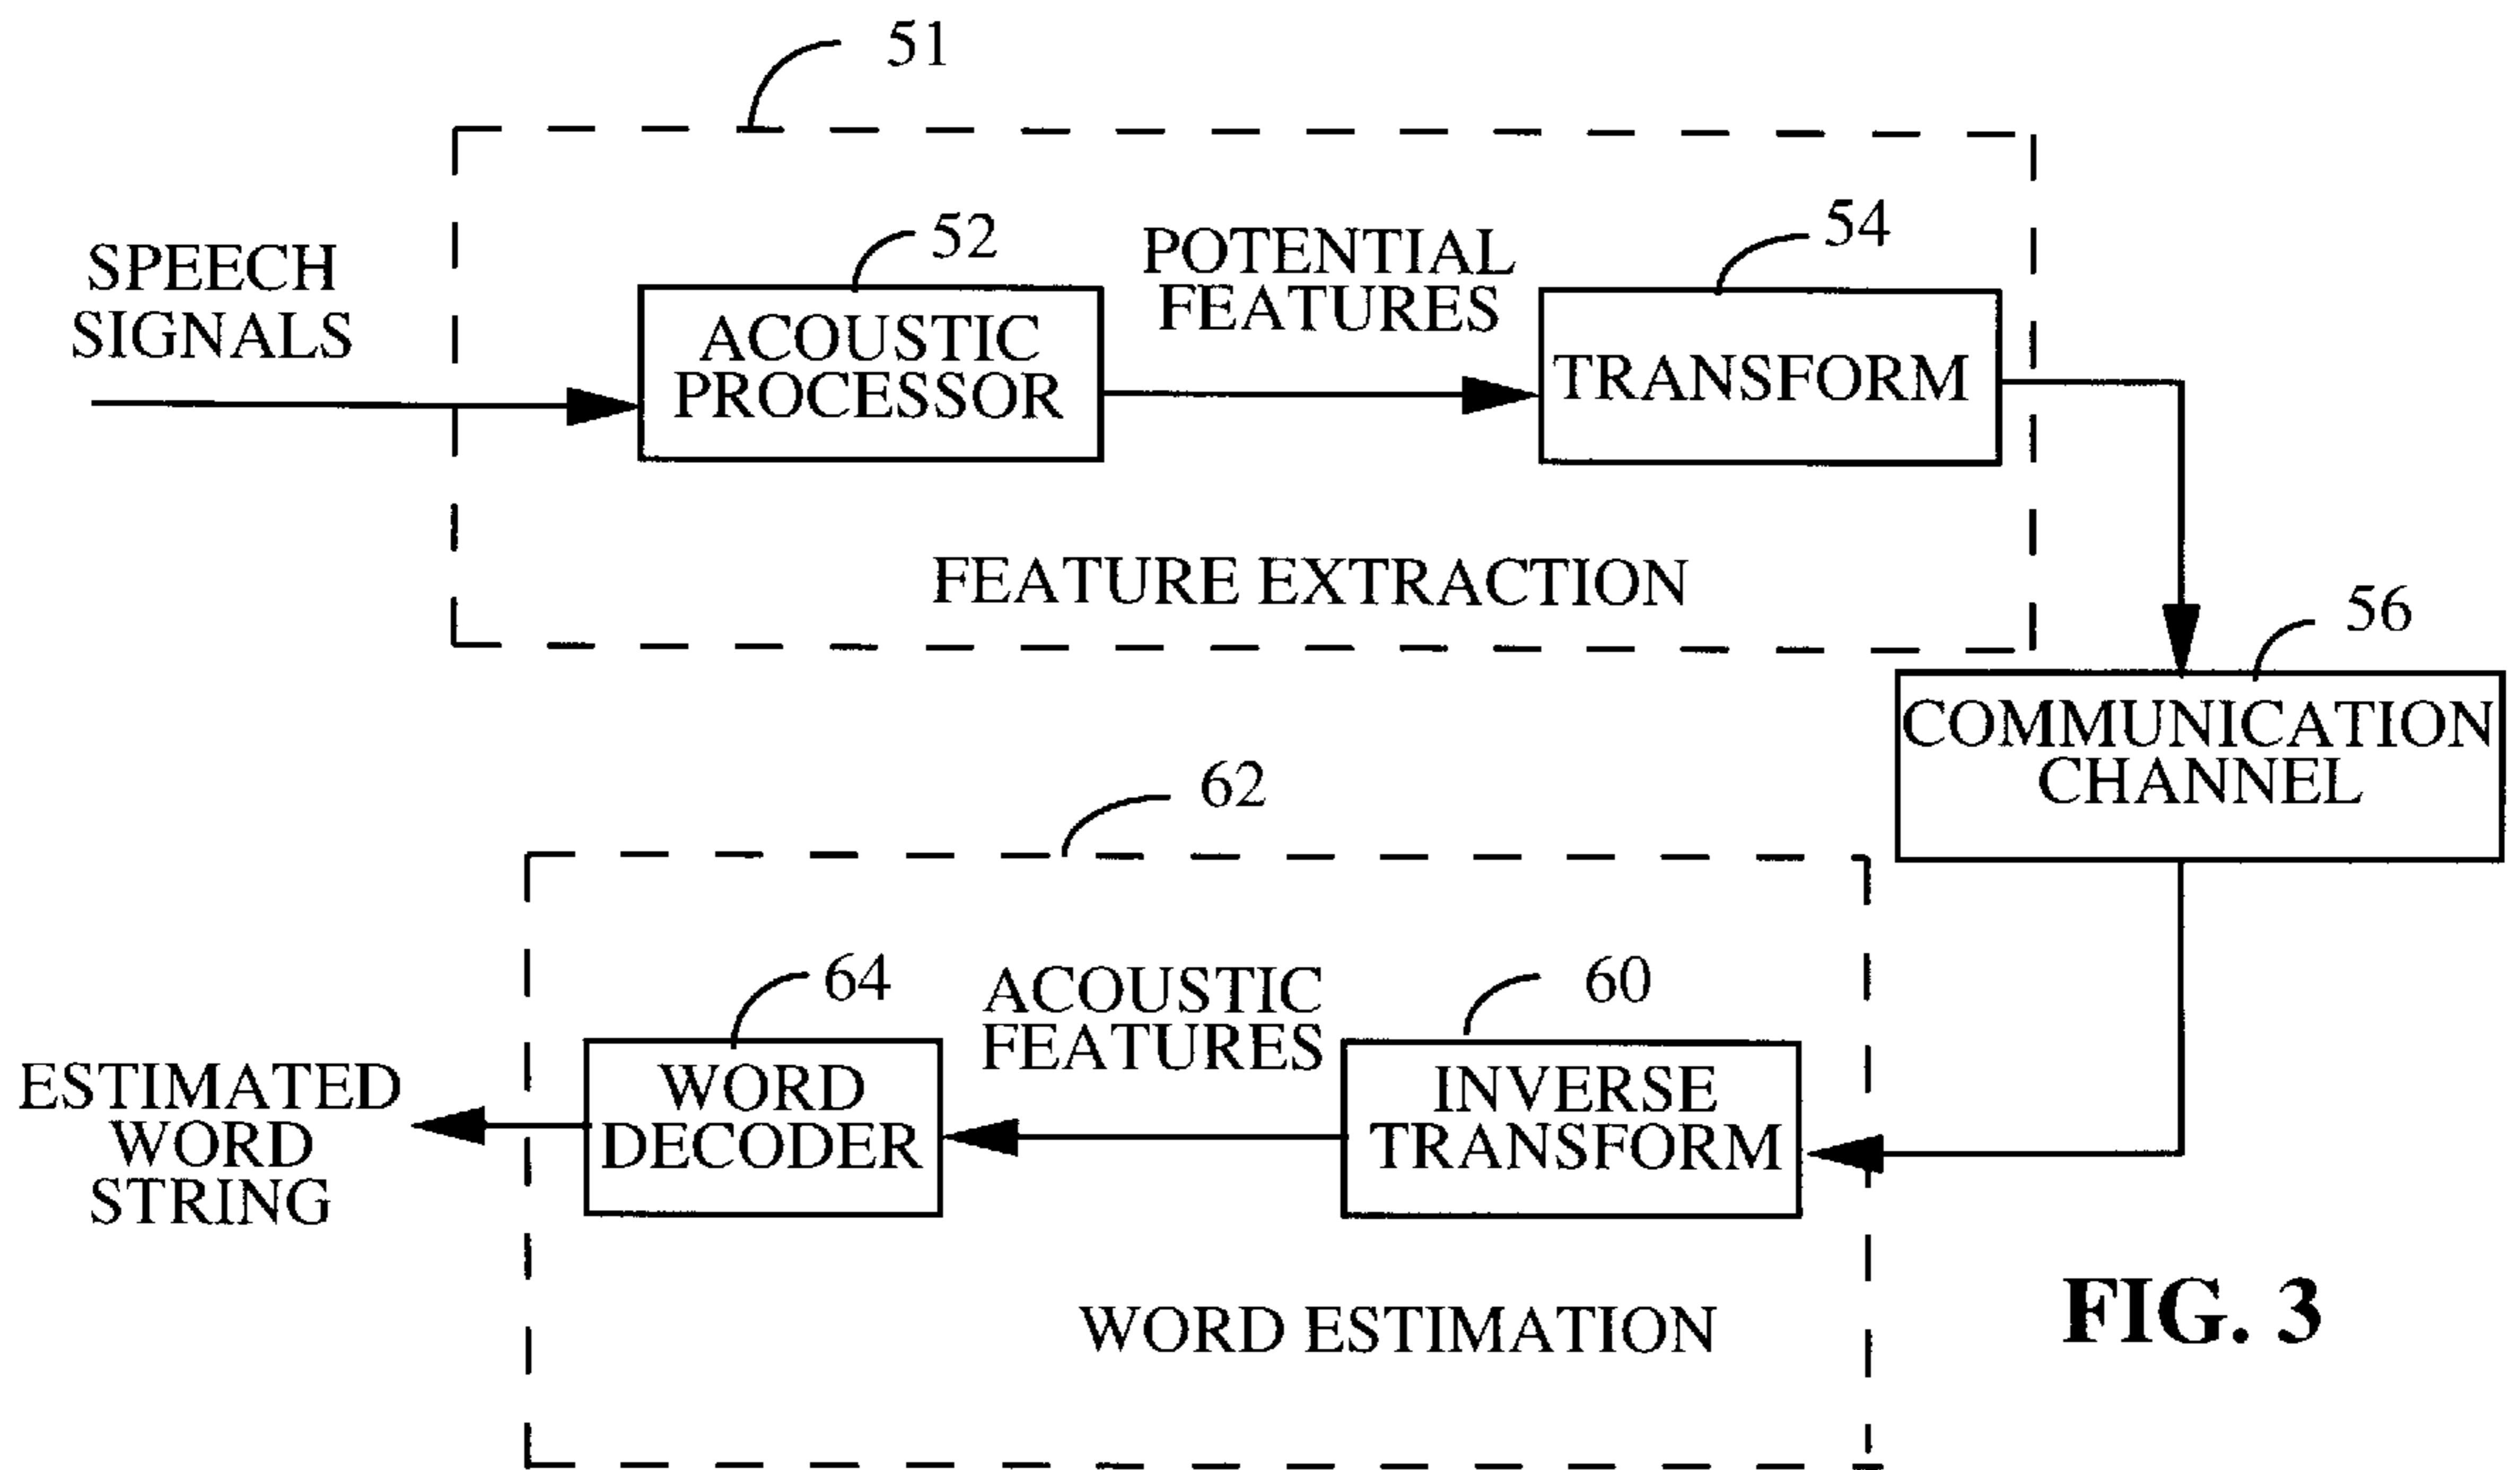 51
SPEECH
SIGNALS
52
ACOUSTIC
PROCESSOR
POTENTIAL
FEATURES
54
TRANSFORM
FEATURE EXTRACTION
56
COMMUNICATION
CHANNEL
62
64
WORD
DECODER
ACOUSTIC
FEATURES
60
INVERSE
TRANSFORM
ESTIMATED
WORD
STRING
WORD ESTIMATION
FIG. 3